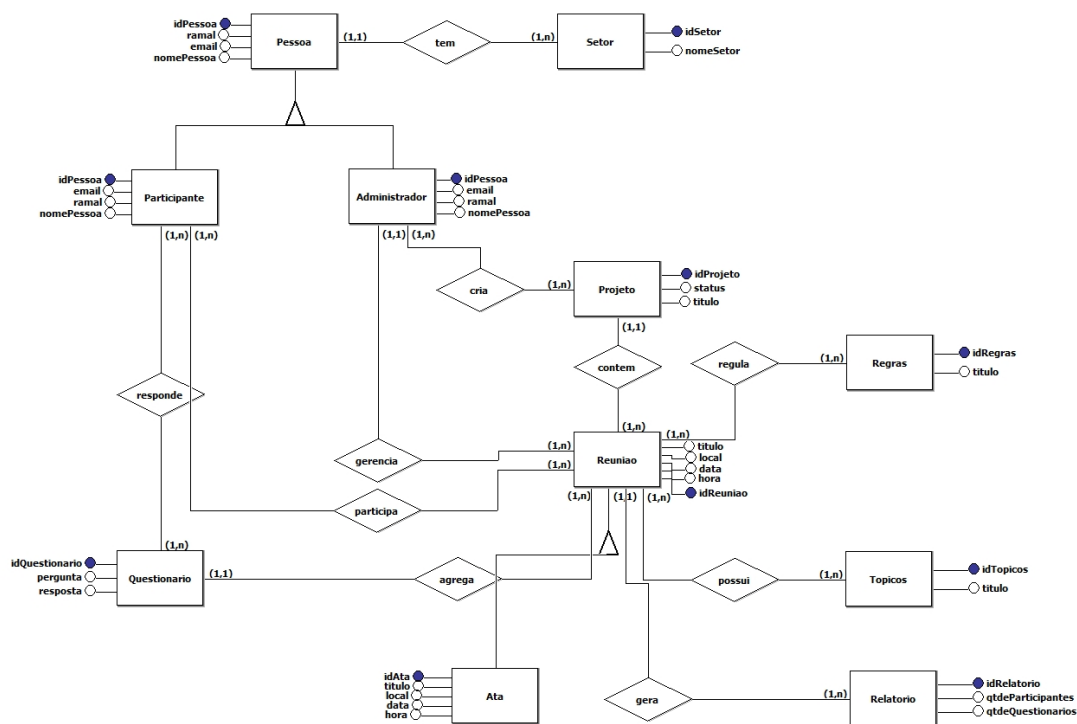 idPessoa
ramal
email
nomePessoa
Pessoa
(1,1)
tem
(1,n)
Setor
idSetor
nomeSetor
idPessoa
email
ramal
nomePessoa
Participante
Administrador
idPessoa
email
ramal
nomePessoa
(1,n) (1,n)
(1,1) (1,n)
cria
(1,n)
Projeto
idProjeto
status
titulo
(1,1)
contem
regula
(1,n)
Regras
idRegras
titulo
responde
(1,n)
(1,n)
gerencia
(1,n)
Reuniao
titulo
local
data
hora
idReuniao
(1,n)
participa
(1,n)
(1,1)
(1,n)
(1,n)
idQuestionario
pergunta
resposta
Questionario
(1,1)
agrega
possui
(1,n)
Topicos
idTopicos
titulo
idAta
titulo
local
data
hora
Ata
gera
(1,n)
Relatorio
idRelatorio
qtdeParticipantes
qtdeQuestionarios